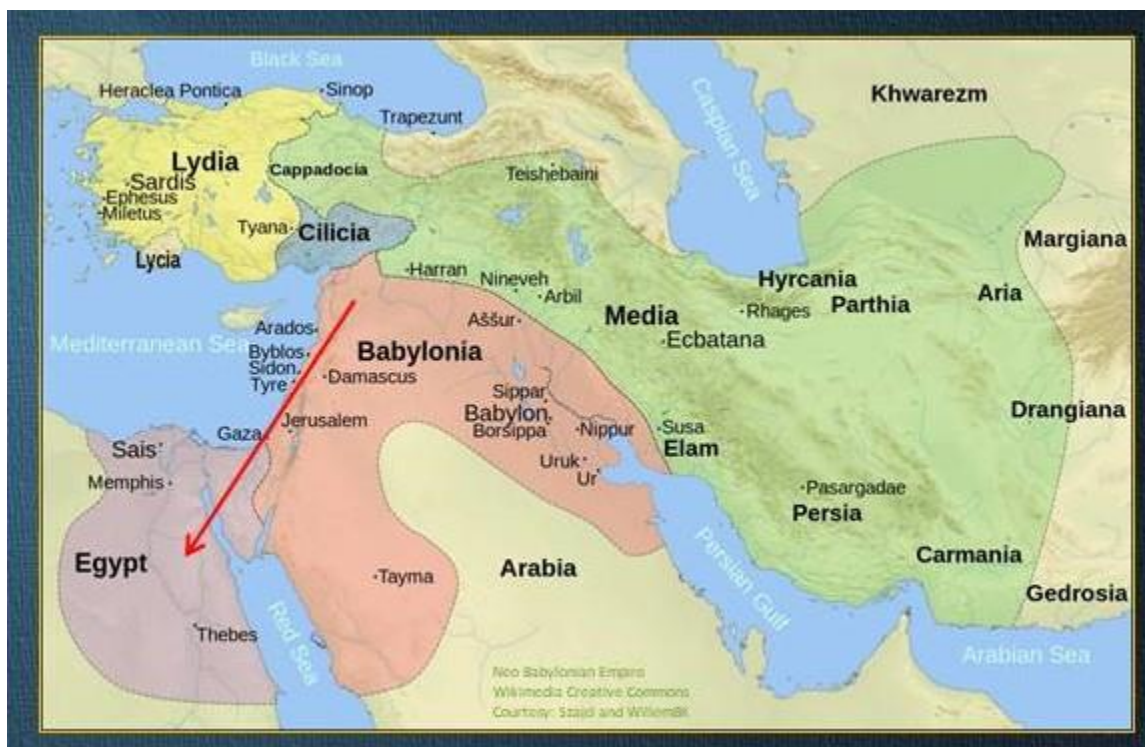 Black Sea
Heraclea Pontica
Sinop
Trapezunt
Caspian Sea
Khwarezm
Lydia
Cappadocia
Teishebaini
Sardis
Ephesus
Miletus
Tyana
Cilicia
Lycia
Margiana
Harran
Nineveh
Arbil
Hyrcania
Parthia
Aria
Media
Rhages
Aššur
Ecbatana
Arados
Mediterranean Sea
Byblos
Babylonia
Sidon
Tyre
Damascus
Sippar
Babylon
Borsippa
Nippur
Drangiana
Jerusalem
Gaza
Susa
Elam
Sais
Memphis
Uruk
Ur
Pasargadae
Persia
Egypt
Tayma
Arabia
Persian Gulf
Carmania
Gedrosia
Thebes
Red Sea
Arabian Sea
Neo Babylonian Empire
Wikimedia Creative Commons
Courtesy: Szajd and WillemBK